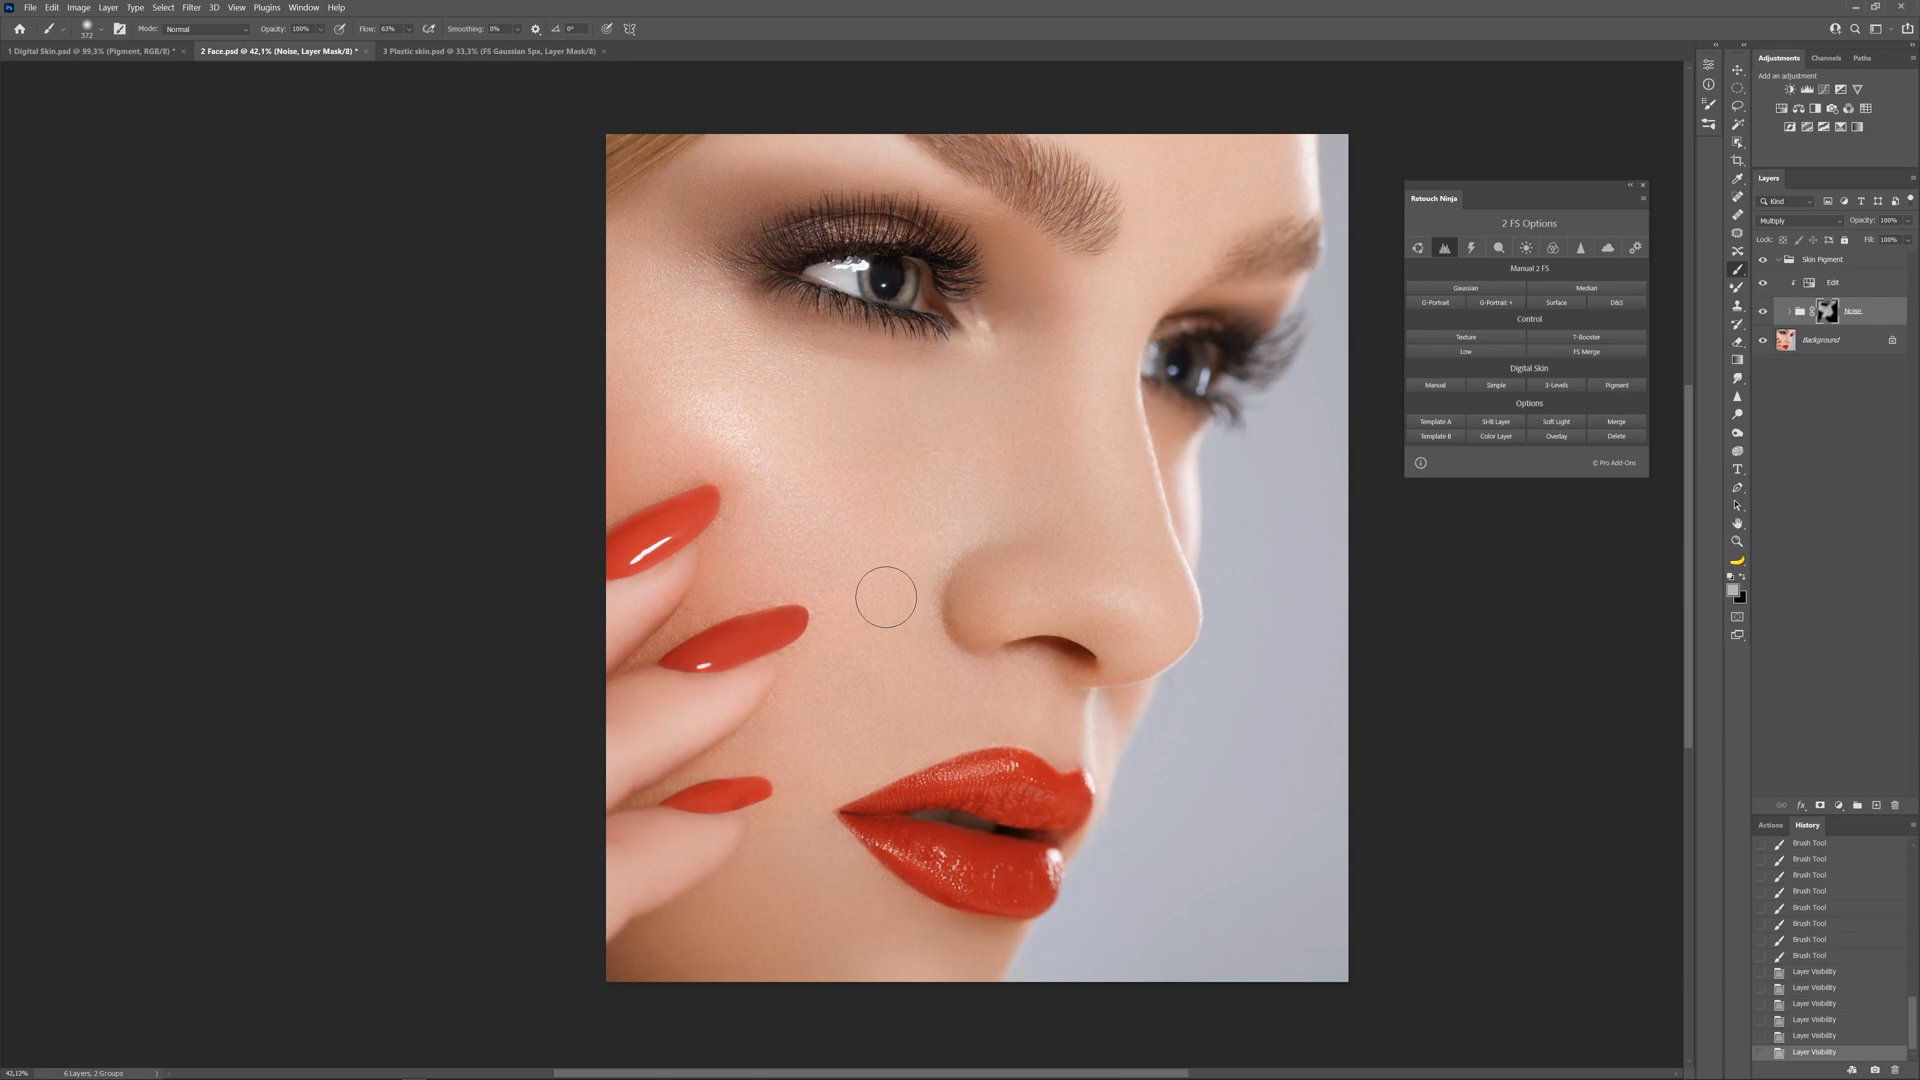 Ps File Edit Image Layer Type Select Filter 3D View Plugins Window Help
372 Mode: Normal Opacity: 100% Flow: 63% Smoothing: 0% 0°
1 Digital Skin.psd @ 99,3% (Pigment, RGB/8) * × 2 Face.psd @ 42,1% (Noise, Layer Mask/8) * × 3 Plastic skin.psd @ 33,3% (FS Gaussian 5px, Layer Mask/8) ×
Retouch Ninja
2 FS Options
Manual 2 FS
Gaussian Median
G-Portrait G-Portrait + Surface D&S
Control
Texture T-Booster
Low FS Merge
Digital Skin
Manual Simple 3-Levels Pigment
Options
Template A SHB Layer Soft Light Merge
Template B Color Layer Overlay Delete
© Pro Add-Ons
Adjustments Channels Paths
Add an adjustment
Layers
Kind
Multiply Opacity: 100%
Lock: Fill: 100%
Skin Pigment
Edit
Noise
Background
fx
Actions History
Brush Tool
Brush Tool
Brush Tool
Brush Tool
Brush Tool
Brush Tool
Brush Tool
Brush Tool
Layer Visibility
Layer Visibility
Layer Visibility
Layer Visibility
Layer Visibility
Layer Visibility
42,12% 6 Layers, 2 Groups